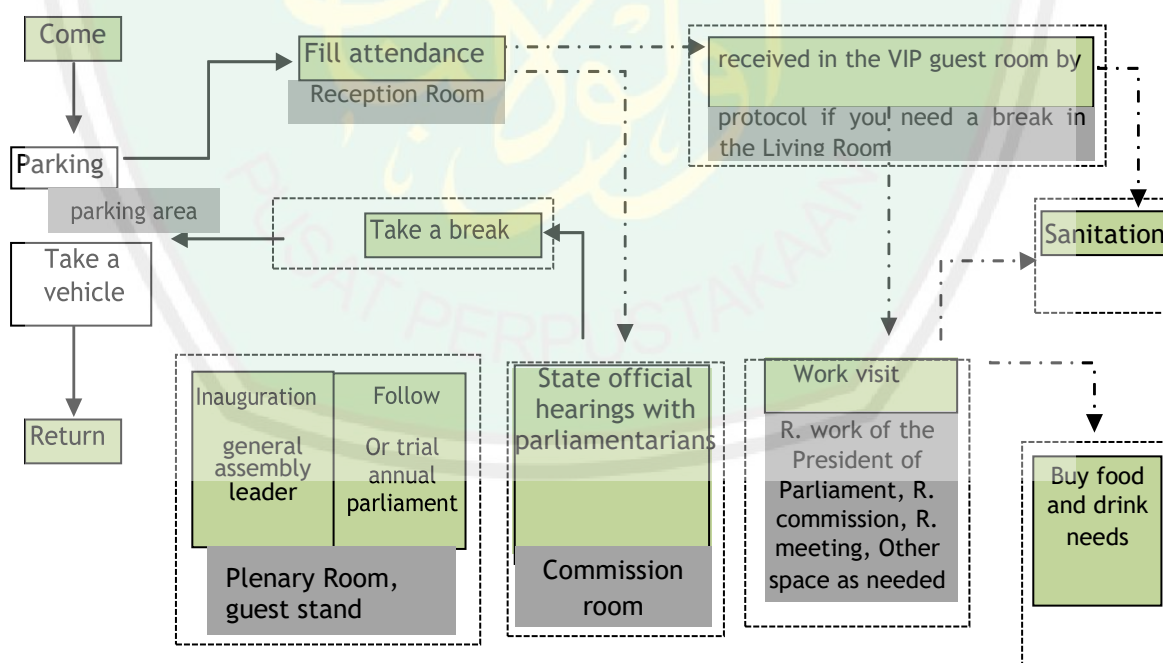 Come
Fill attendance
Reception Room
received in the VIP guest room by
protocol if you need a break in
the Living Room
Parking
parking area
Take a break
Sanitation
Take a
vehicle
Return
Inauguration
general
assembly
leader
Follow
Or trial
annual
parliament
Plenary Room,
guest stand
State official
hearings with
parliamentarians
Commission
room
Work visit
R. work of the
President of
Parliament, R.
commission, R.
meeting, Other
space as needed
Buy food
and drink
needs
PUSAT PERPUSTAKAAN